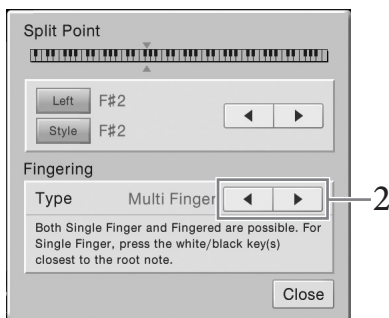 Split Point
Left F#2
Style F#2
Fingering
Type Multi Finger
2
Both Single Finger and Fingered are possible. For
Single Finger, press the white/black key(s)
closest to the root note.
Close